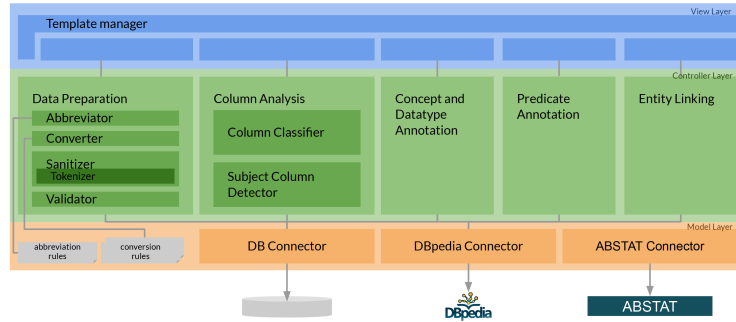 View Layer
Template manager
Controller Layer
Data Preparation
Abbreviator
Converter
Sanitizer
Tokenizer
Validator
Column Analysis
Column Classifier
Subject Column
Detector
Concept and
Datatype
Annotation
Predicate
Annotation
Entity Linking
Model Layer
abbreviation
rules
conversion
rules
DB Connector
DBpedia Connector
ABSTAT Connector
DBpedia
ABSTAT